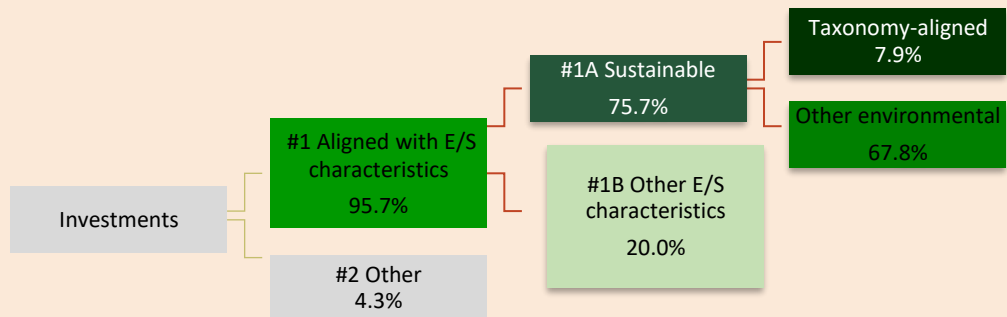 Taxonomy-aligned
7.9%
#1A Sustainable
75.7%
Other environmental
67.8%
#1 Aligned with E/S
characteristics
95.7%
#1B Other E/S
characteristics
20.0%
Investments
#2 Other
4.3%